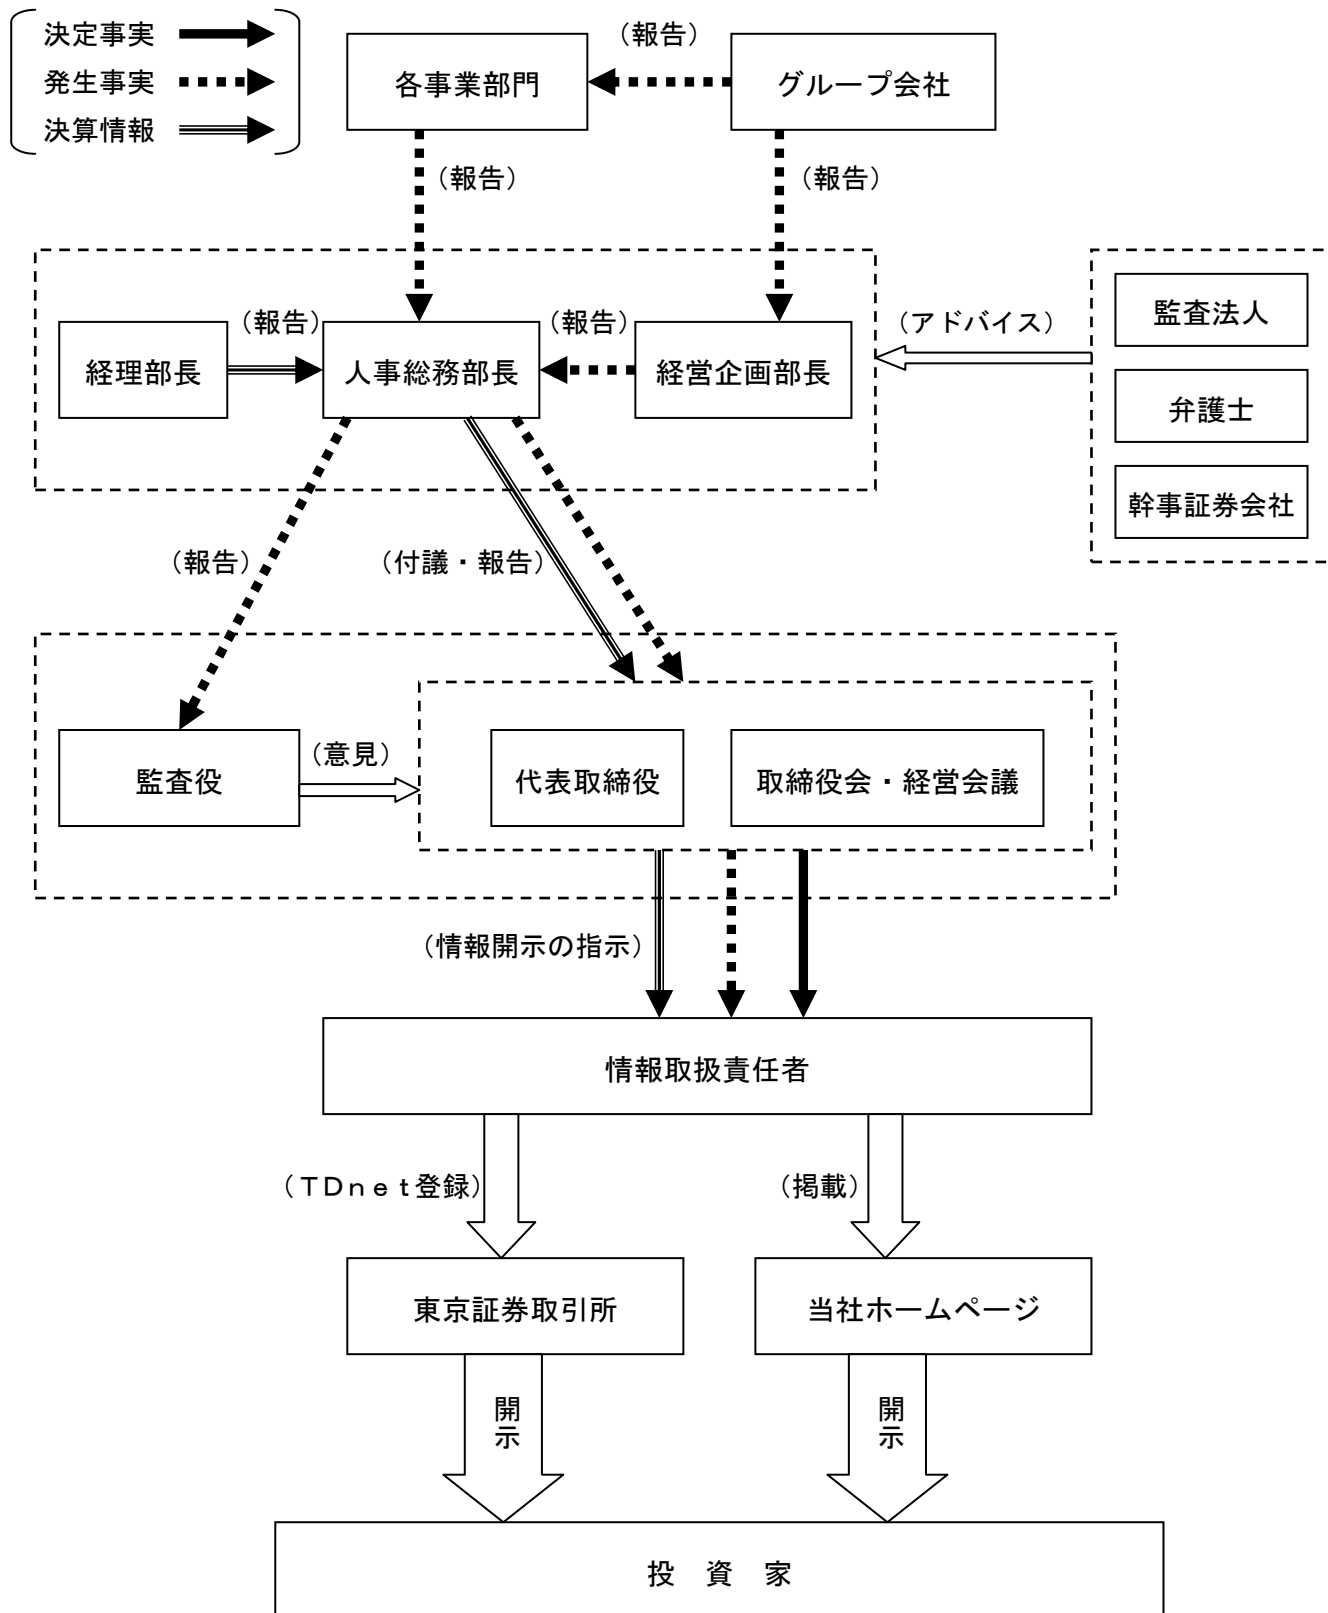 決定事実
発生事実
決算情報
（報告）
各事業部門
グループ会社
（報告）
（報告）
（報告）
（報告）
（アドバイス）
経理部長
人事総務部長
経営企画部長
監査法人
弁護士
幹事証券会社
（報告）
（付議・報告）
（意見）
監査役
代表取締役
取締役会・経営会議
（情報開示の指示）
情報取扱責任者
（ＴＤｎｅｔ登録）
（掲載）
東京証券取引所
当社ホームページ
開示
開示
投　資　家